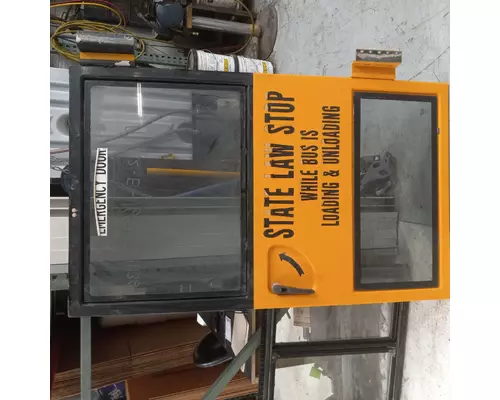 EMERGENCY DOOR
STATE LAW STOP
WHILE BUS IS
LOADING & UNLOADING